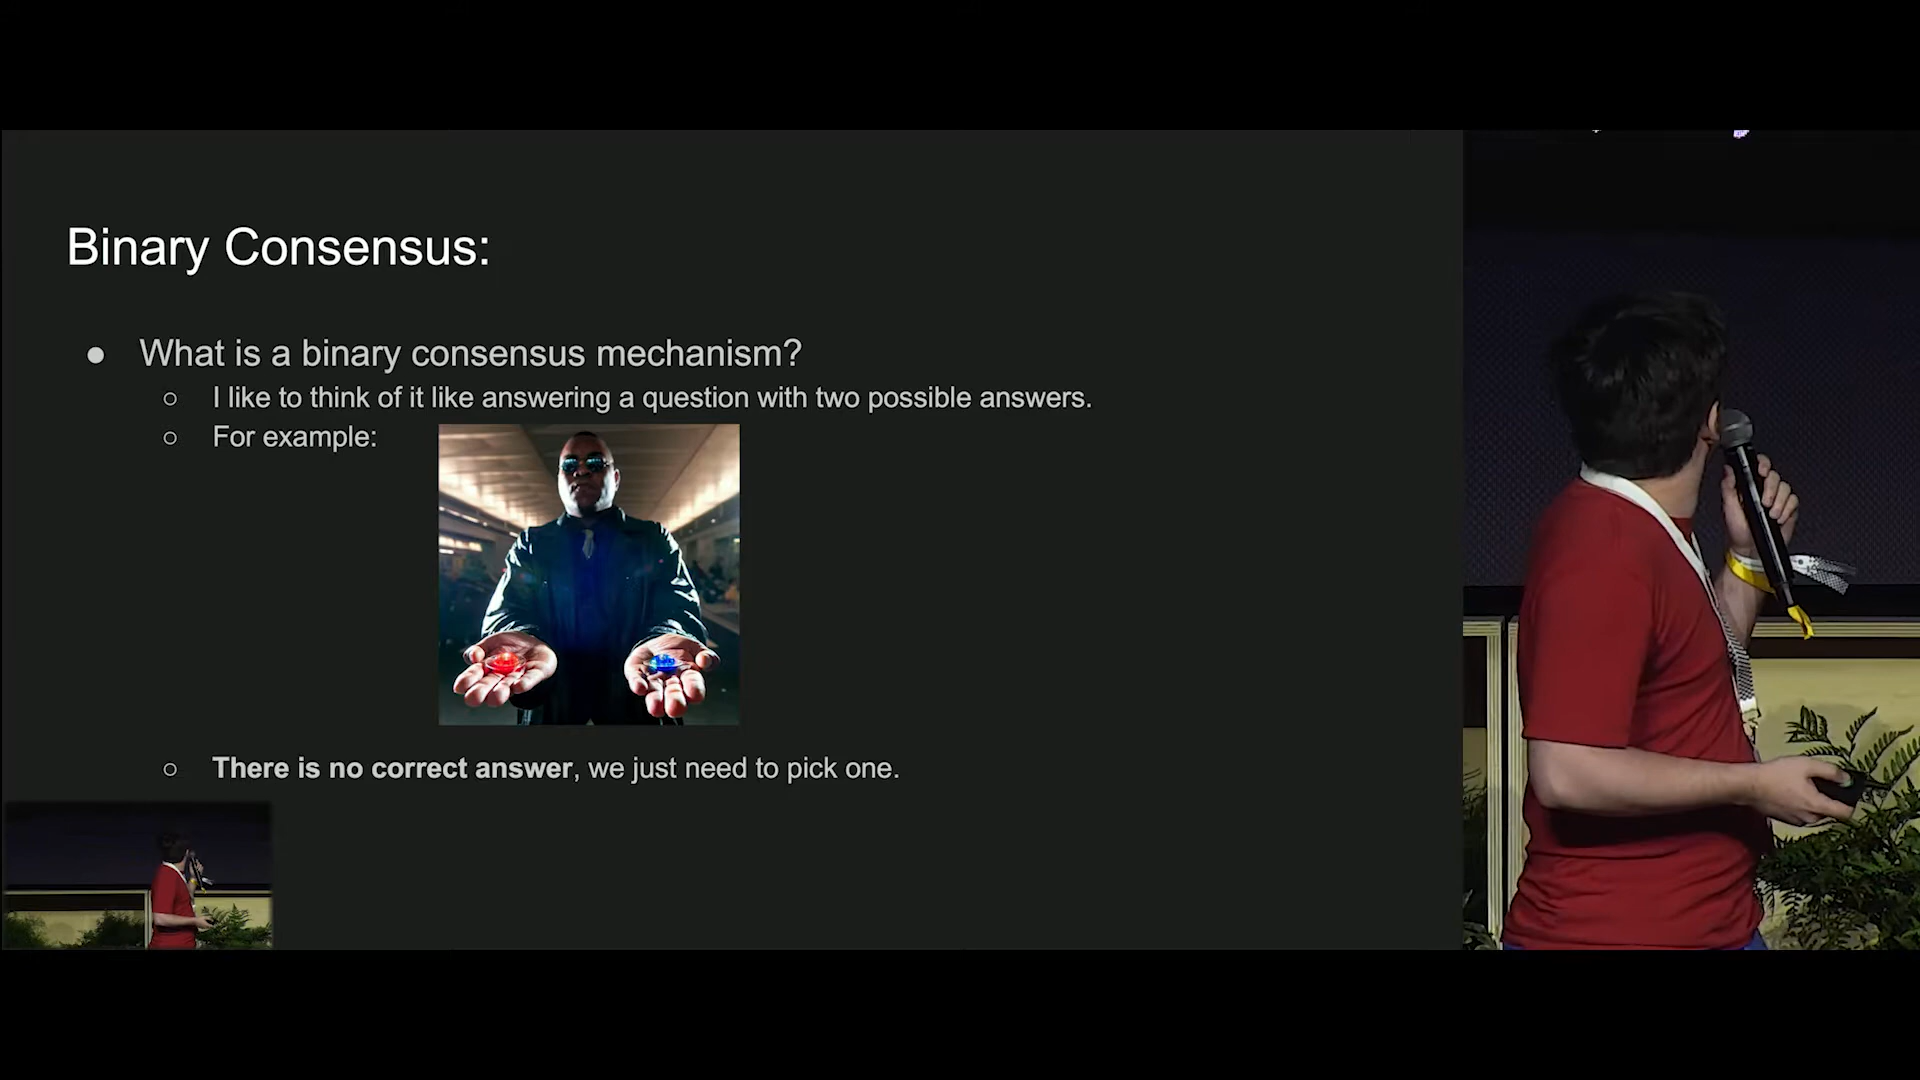 Binary Consensus:
● What is a binary consensus mechanism?
○ I like to think of it like answering a question with two possible answers.
○ For example:
○ There is no correct answer, we just need to pick one.